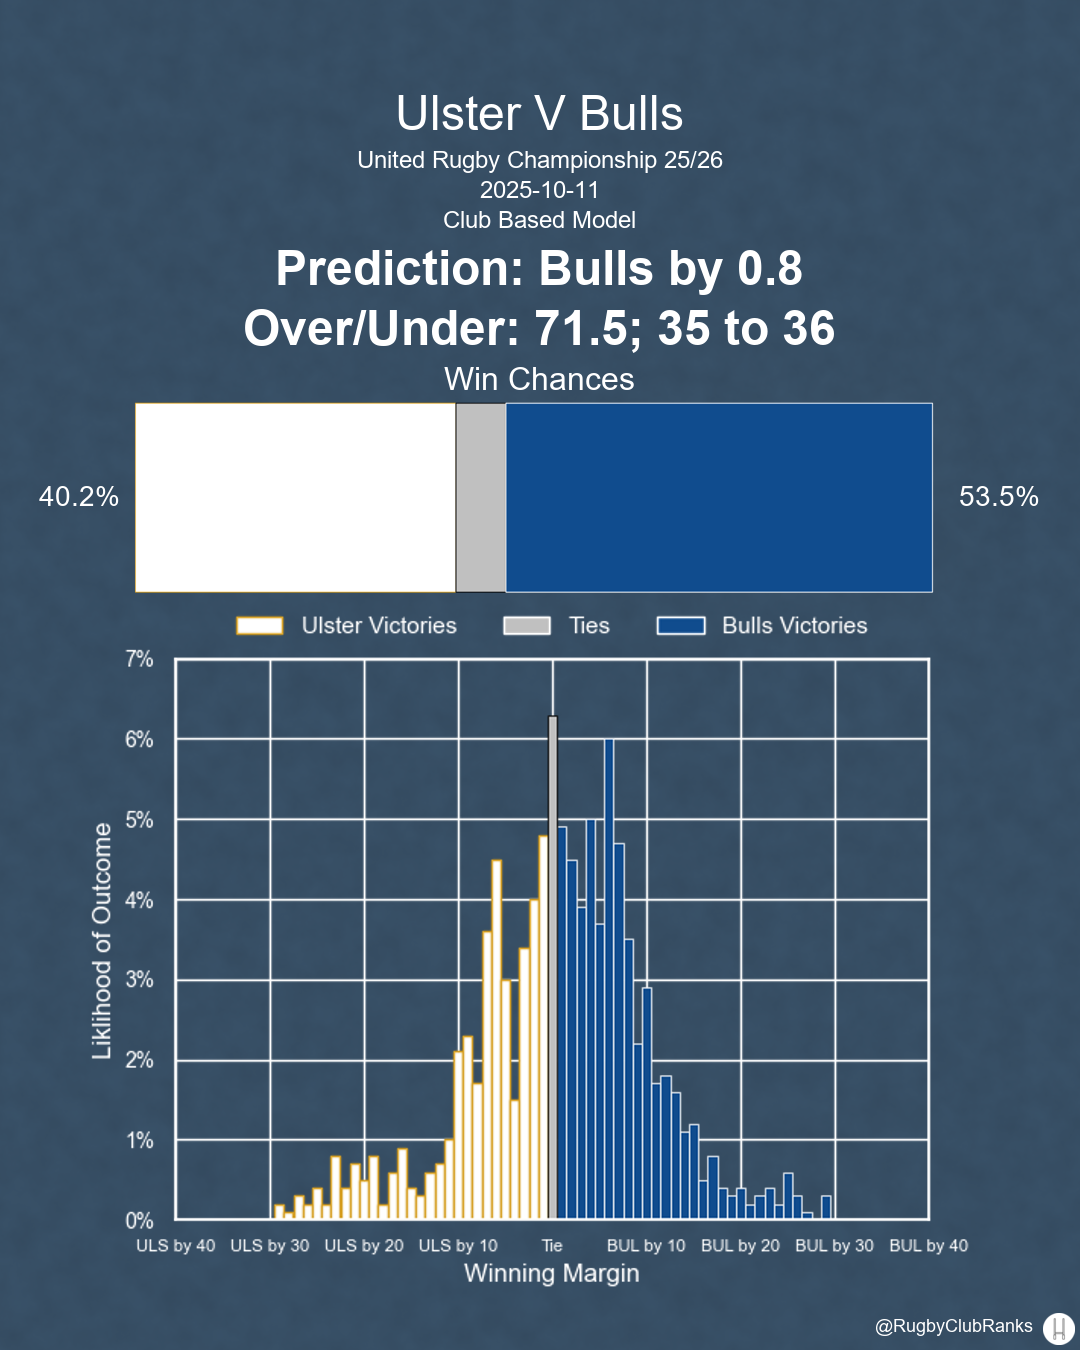 Ulster V Bulls
United Rugby Championship 25/26
2025-10-11
Club Based Model
Prediction: Bulls by 0.8
Over/Under: 71.5; 35 to 36
Win Chances
40.2%
53.5%
Ulster Victories
Ties
Bulls Victories
7%
6%
5%
4%
3%
2%
1%
0%
Liklihood of Outcome
ULS by 40
ULS by 30
ULS by 20
ULS by 10
Tie
BUL by 10
BUL by 20
BUL by 30
BUL by 40
Winning Margin
@RugbyClubRanks